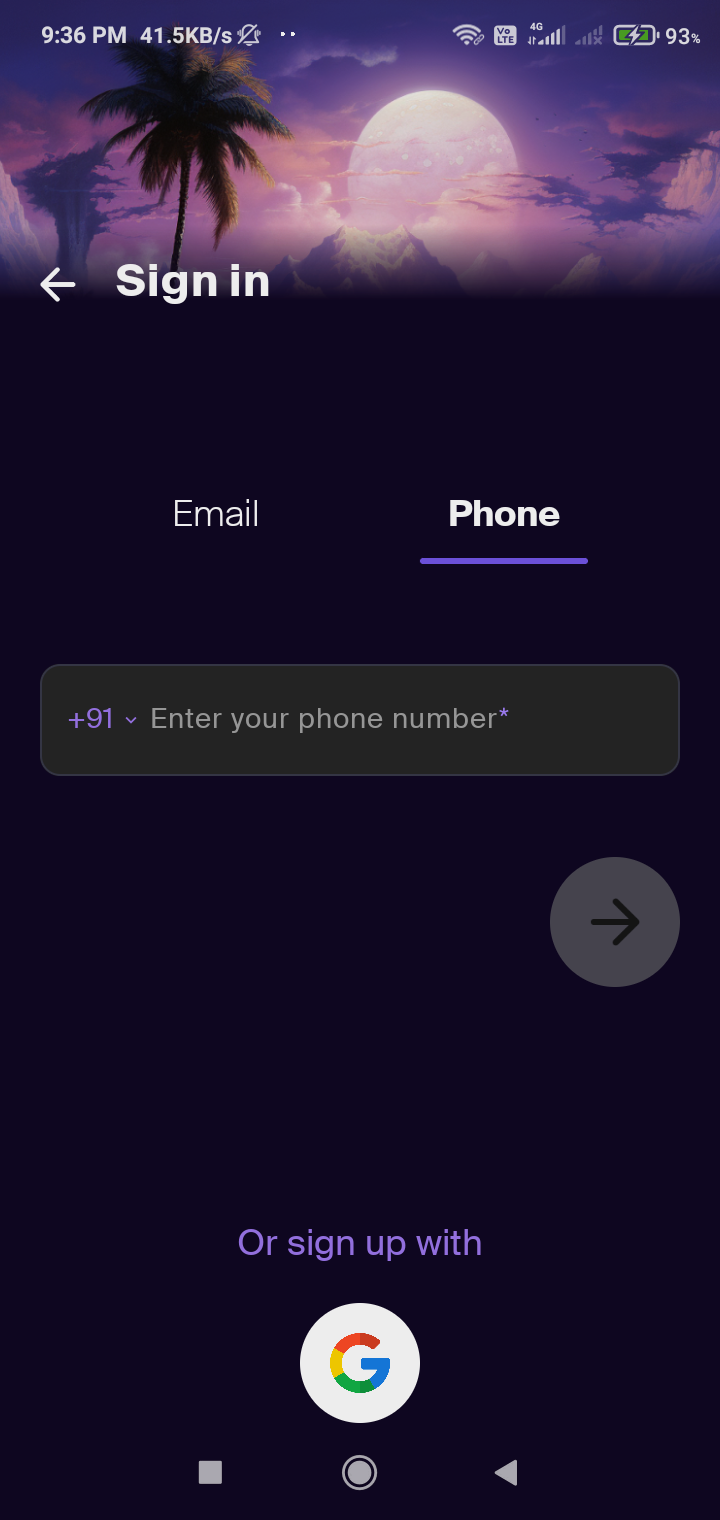 9:36 PM 41.5KB/s
Vo LTE 4G 93%
Sign in
Email Phone
+91 Enter your phone number*
Or sign up with